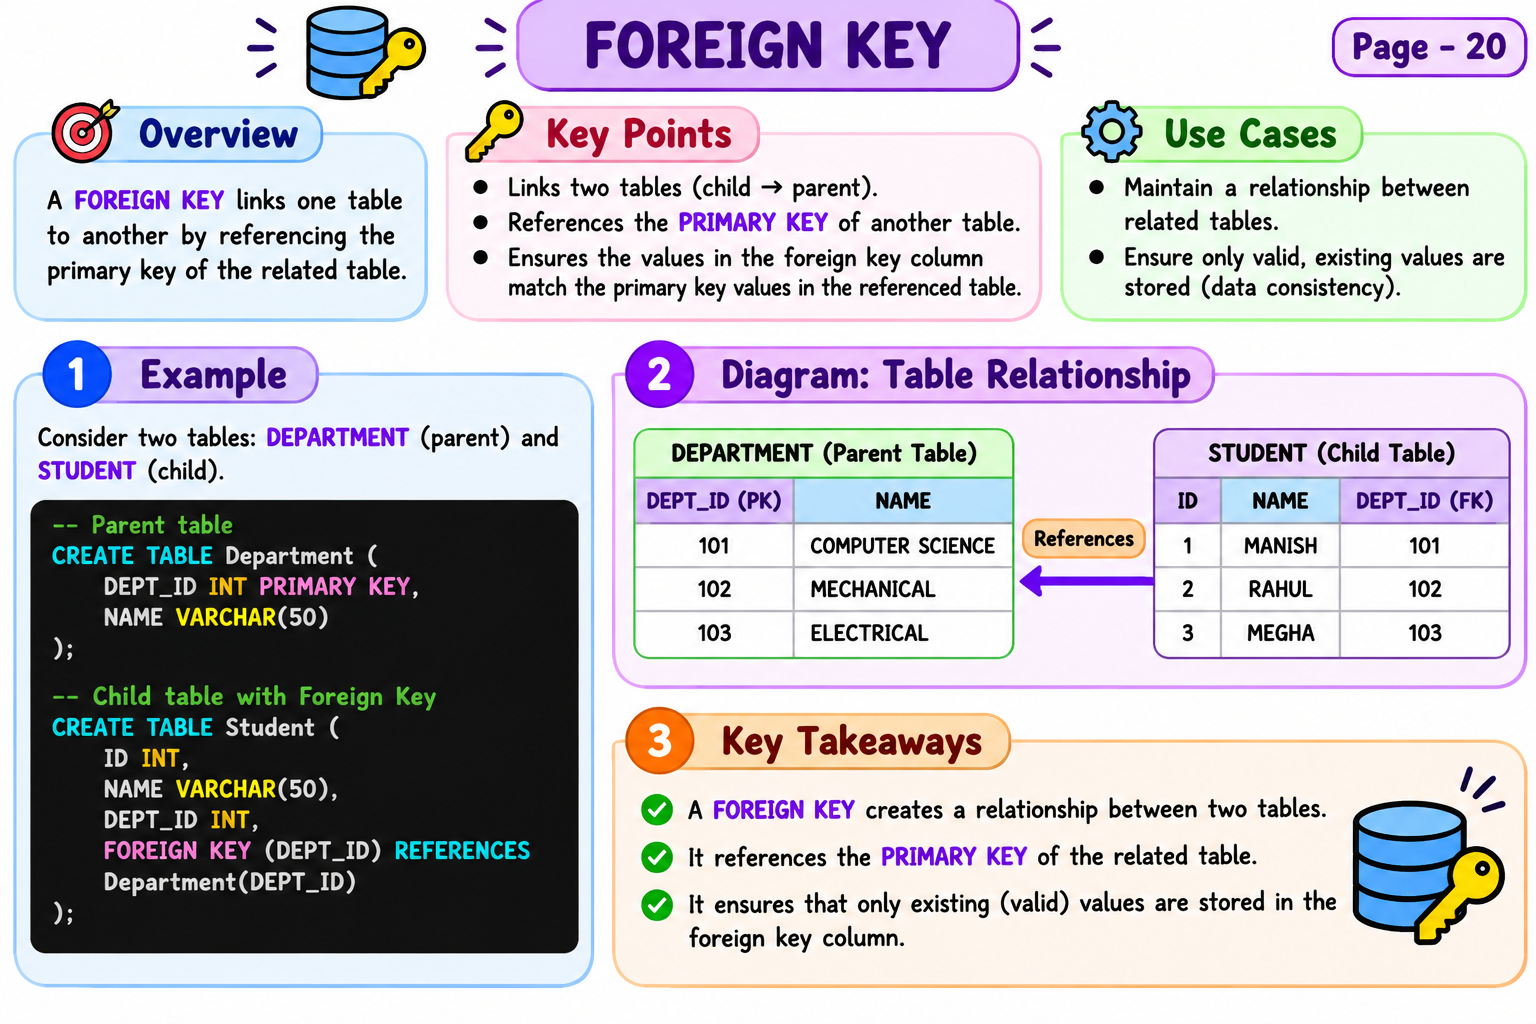 FOREIGN KEY
Page - 20
Overview
A FOREIGN KEY links one table
to another by referencing the
primary key of the related table.
Key Points
● Links two tables (child → parent).
● References the PRIMARY KEY of another table.
● Ensures the values in the foreign key column
match the primary key values in the referenced table.
Use Cases
● Maintain a relationship between
related tables.
● Ensure only valid, existing values are
stored (data consistency).
1 Example
Consider two tables: DEPARTMENT (parent) and
STUDENT (child).
-- Parent table
CREATE TABLE Department (
    DEPT_ID INT PRIMARY KEY,
    NAME VARCHAR(50)
);
-- Child table with Foreign Key
CREATE TABLE Student (
    ID INT,
    NAME VARCHAR(50),
    DEPT_ID INT,
    FOREIGN KEY (DEPT_ID) REFERENCES
    Department(DEPT_ID)
);
2 Diagram: Table Relationship
DEPARTMENT (Parent Table)
DEPT_ID (PK) NAME
101 COMPUTER SCIENCE
102 MECHANICAL
103 ELECTRICAL
References
STUDENT (Child Table)
ID NAME DEPT_ID (FK)
1 MANISH 101
2 RAHUL 102
3 MEGHA 103
3 Key Takeaways
A FOREIGN KEY creates a relationship between two tables.
It references the PRIMARY KEY of the related table.
It ensures that only existing (valid) values are stored in the
foreign key column.